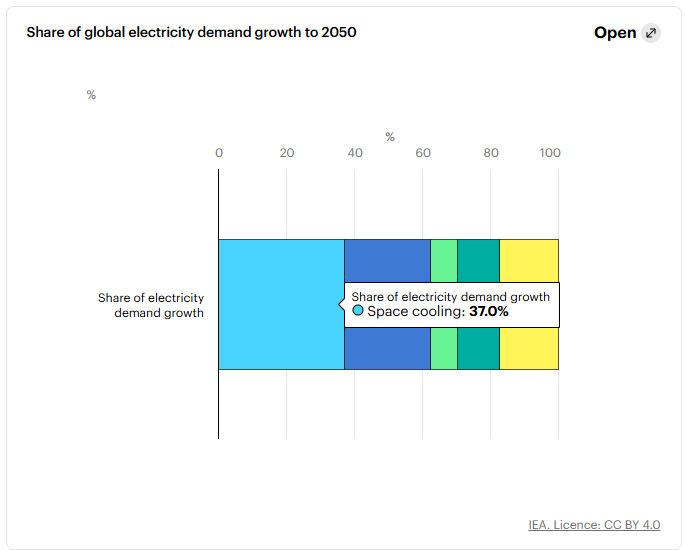 Share of global electricity demand growth to 2050
Open
%
%
0 20 40 60 80 100
Share of electricity
demand growth
Share of electricity demand growth
Space cooling: 37.0%
IEA. Licence: CC BY 4.0